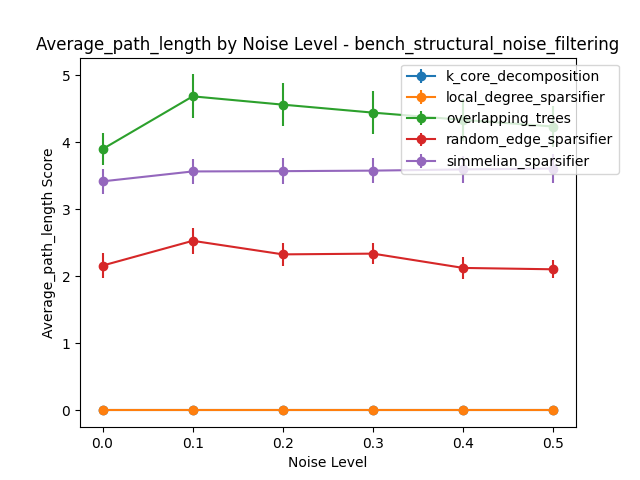 Average_path_length by Noise Level - bench_structural_noise_filtering
k_core_decomposition
local_degree_sparsifier
overlapping_trees
random_edge_sparsifier
simmelian_sparsifier
Average_path_length Score
5
4
3
2
1
0
0.0 0.1 0.2 0.3 0.4 0.5
Noise Level